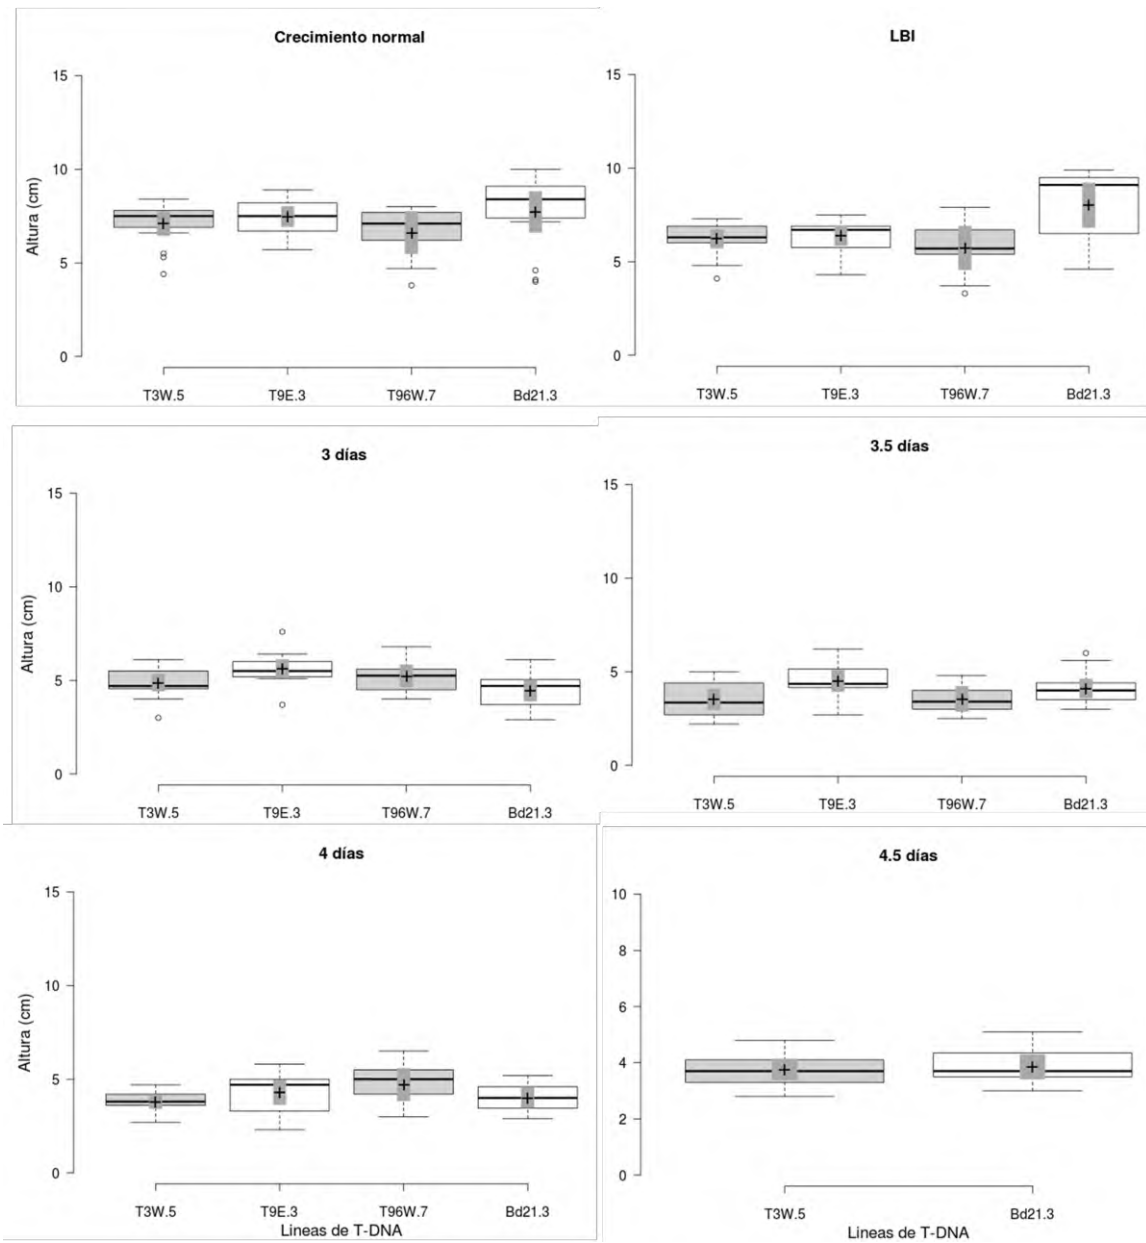 Crecimiento normal
15
10
5
0
Altura (cm)
T3W.5 T9E.3 T96W.7 Bd21.3
LBI
15
10
5
0
T3W.5 T9E.3 T96W.7 Bd21.3
3 días
15
10
5
0
Altura (cm)
T3W.5 T9E.3 T96W.7 Bd21.3
3.5 días
15
10
5
0
T3W.5 T9E.3 T96W.7 Bd21.3
4 días
15
10
5
0
Altura (cm)
T3W.5 T9E.3 T96W.7 Bd21.3
Lineas de T-DNA
4.5 días
10
8
6
4
2
0
T3W.5 Bd21.3
Lineas de T-DNA